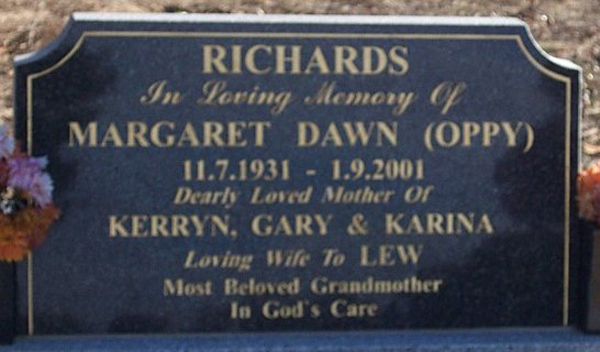 RICHARDS
In Loving Memory Of
MARGARET DAWN (OPPY)
11.7.1931 - 1.9.2001
Dearly Loved Mother Of
KERRYN, GARY & KARINA
Loving Wife To LEW
Most Beloved Grandmother
In God's Care